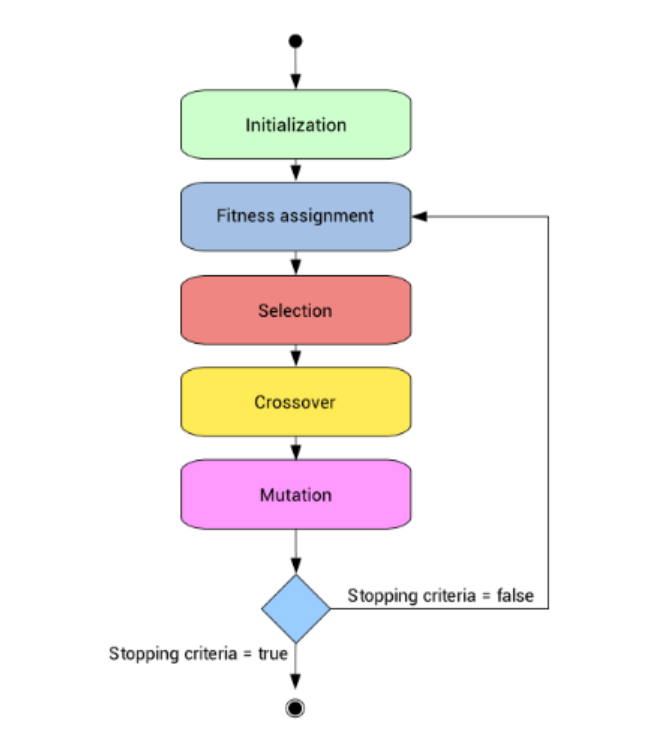 Initialization
Fitness assignment
Selection
Crossover
Mutation
Stopping criteria = false
Stopping criteria = true